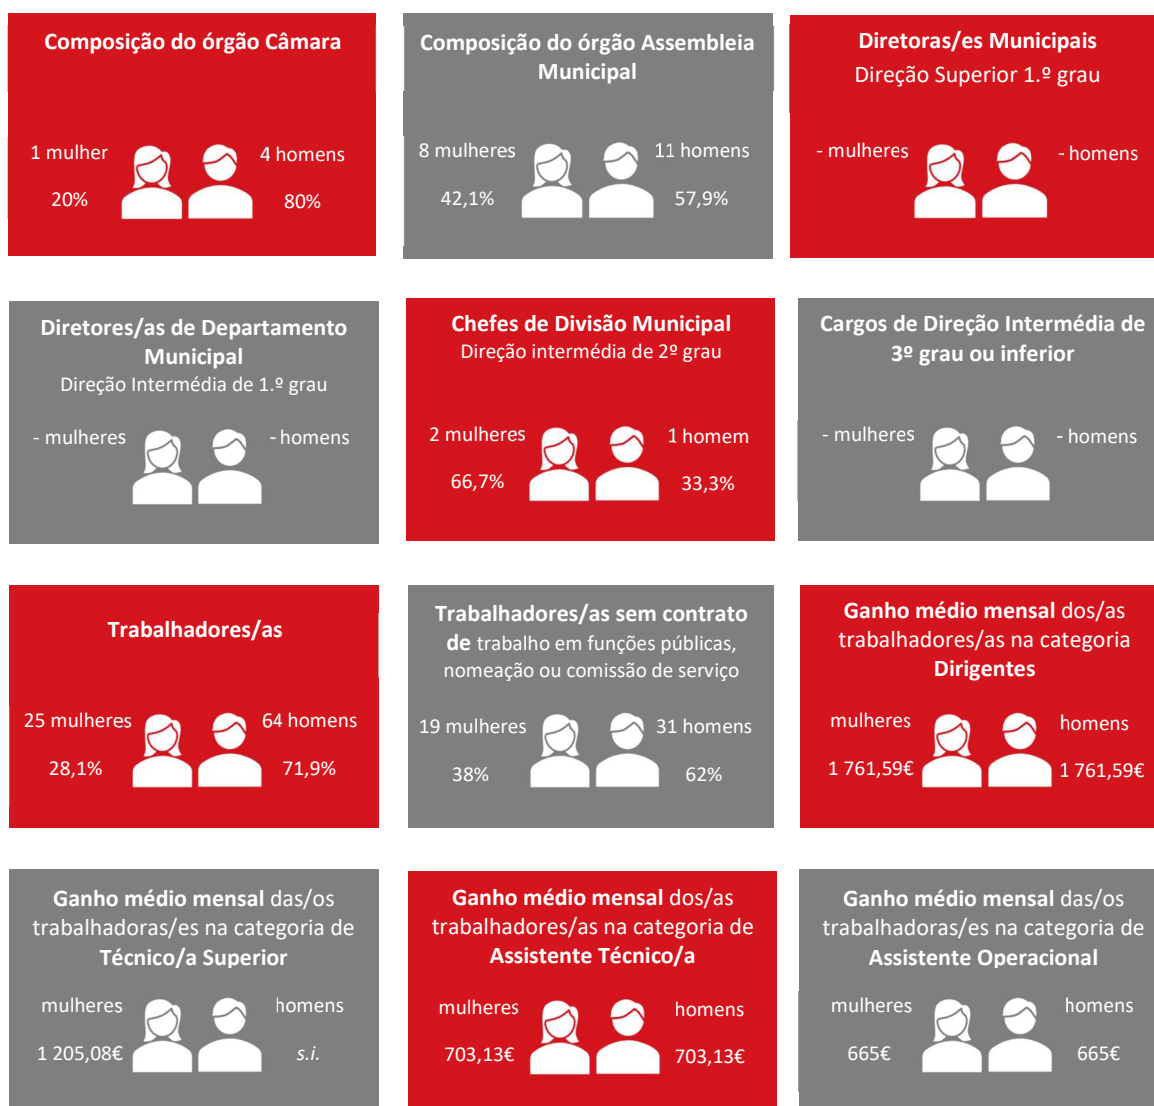 Composição do órgão Câmara
1 mulher
4 homens
20%
80%
Composição do órgão Assembleia
Municipal
8 mulheres
11 homens
42,1%
57,9%
Diretoras/es Municipais
Direção Superior 1.º grau
- mulheres
- homens
Diretores/as de Departamento
Municipal
Direção Intermédia de 1.º grau
- mulheres
- homens
Chefes de Divisão Municipal
Direção intermédia de 2º grau
2 mulheres
1 homem
66,7%
33,3%
Cargos de Direção Intermédia de
3º grau ou inferior
- mulheres
- homens
Trabalhadores/as
25 mulheres
64 homens
28,1%
71,9%
Trabalhadores/as sem contrato
de trabalho em funções públicas,
nomeação ou comissão de serviço
19 mulheres
31 homens
38%
62%
Ganho médio mensal dos/as
trabalhadores/as na categoria
Dirigentes
mulheres
homens
1 761,59€
1 761,59€
Ganho médio mensal das/os
trabalhadoras/es na categoria de
Técnico/a Superior
mulheres
homens
1 205,08€
s.i.
Ganho médio mensal dos/as
trabalhadores/as na categoria de
Assistente Técnico/a
mulheres
homens
703,13€
703,13€
Ganho médio mensal das/os
trabalhadoras/es na categoria de
Assistente Operacional
mulheres
homens
665€
665€